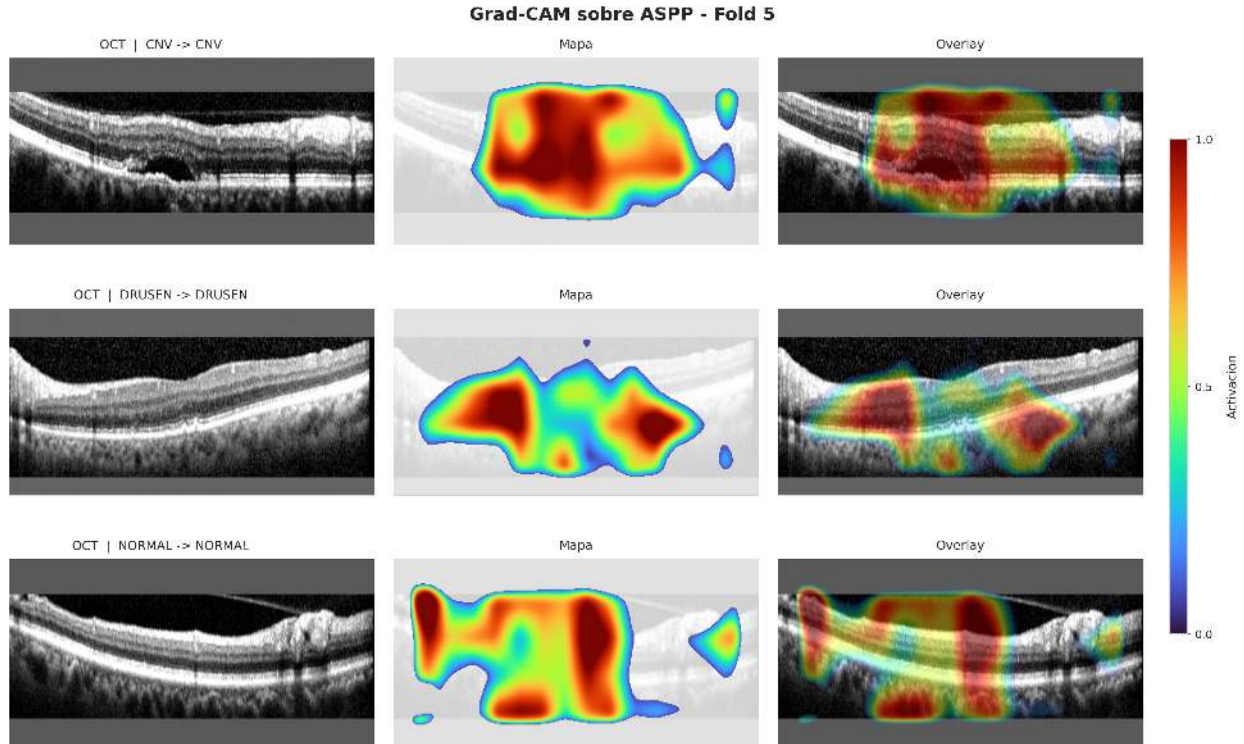 Grad-CAM sobre ASPP - Fold 5
OCT | CNV -> CNV
Mapa
Overlay
OCT | DRUSEN -> DRUSEN
Mapa
Overlay
OCT | NORMAL -> NORMAL
Mapa
Overlay
1.0
0.5
0.0
Activacion